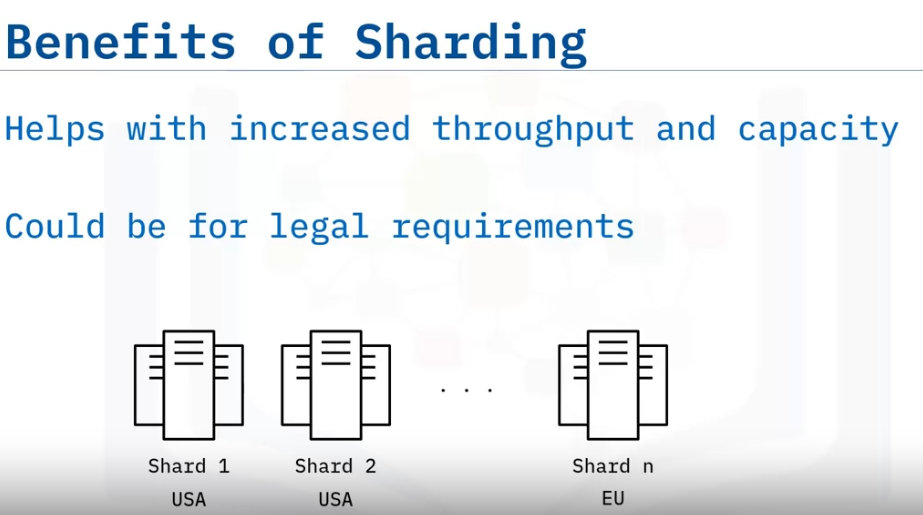 Benefits of Sharding
Helps with increased throughput and capacity
Could be for legal requirements
. . .
Shard 1 Shard 2 Shard n
USA USA EU